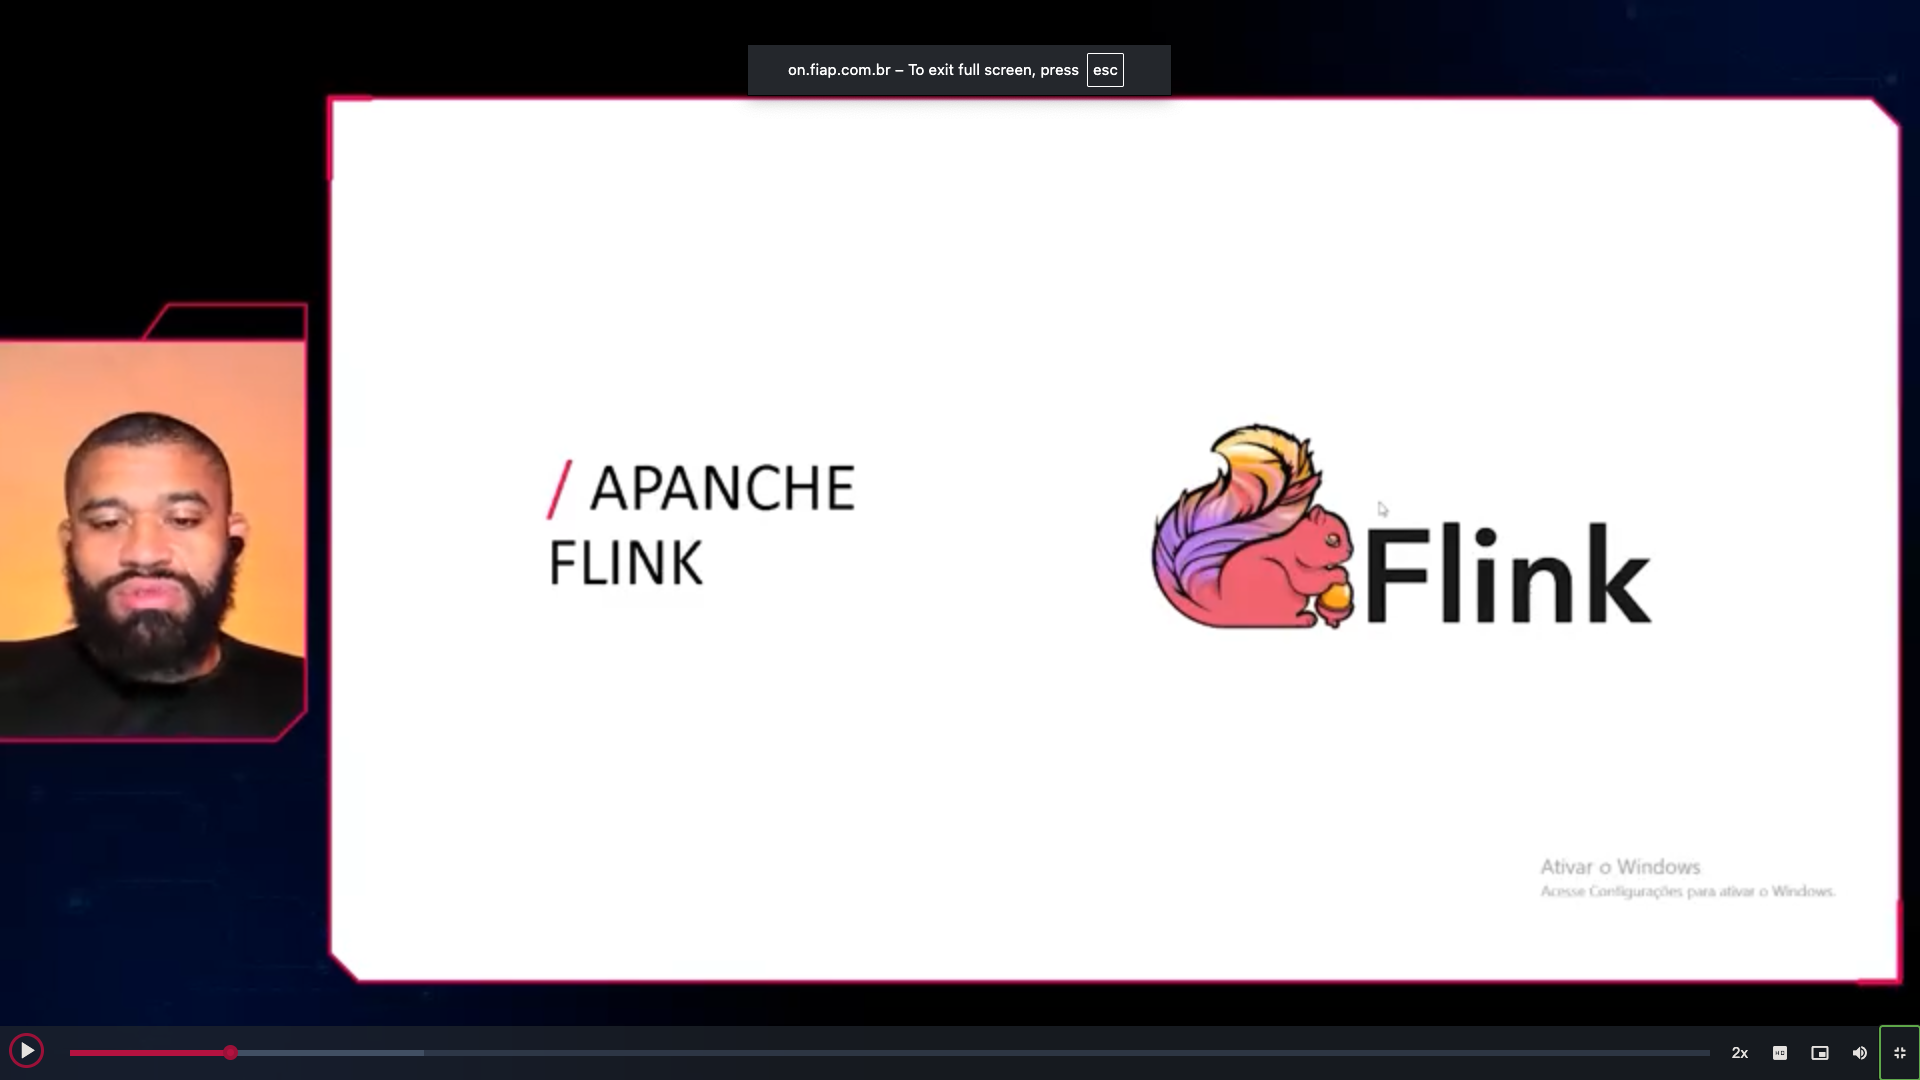 on.fiap.com.br – To exit full screen, press esc
/ APANCHE
FLINK
Flink
Ativar o Windows
Acesse Configurações para ativar o Windows.
2x
HD